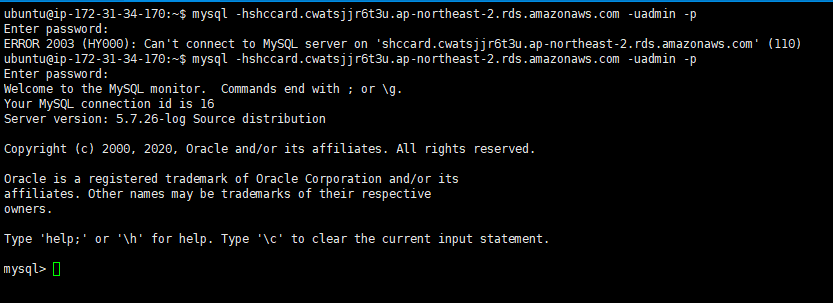 ubuntu@ip-172-31-34-170:~$ mysql -hshccard.cwatsjjr6t3u.ap-northeast-2.rds.amazonaws.com -uadmin -p
Enter password:
ERROR 2003 (HY000): Can't connect to MySQL server on 'shccard.cwatsjjr6t3u.ap-northeast-2.rds.amazonaws.com' (110)
ubuntu@ip-172-31-34-170:~$ mysql -hshccard.cwatsjjr6t3u.ap-northeast-2.rds.amazonaws.com -uadmin -p
Enter password:
Welcome to the MySQL monitor.  Commands end with ; or \g.
Your MySQL connection id is 16
Server version: 5.7.26-log Source distribution

Copyright (c) 2000, 2020, Oracle and/or its affiliates. All rights reserved.

Oracle is a registered trademark of Oracle Corporation and/or its
affiliates. Other names may be trademarks of their respective
owners.

Type 'help;' or '\h' for help. Type '\c' to clear the current input statement.

mysql>